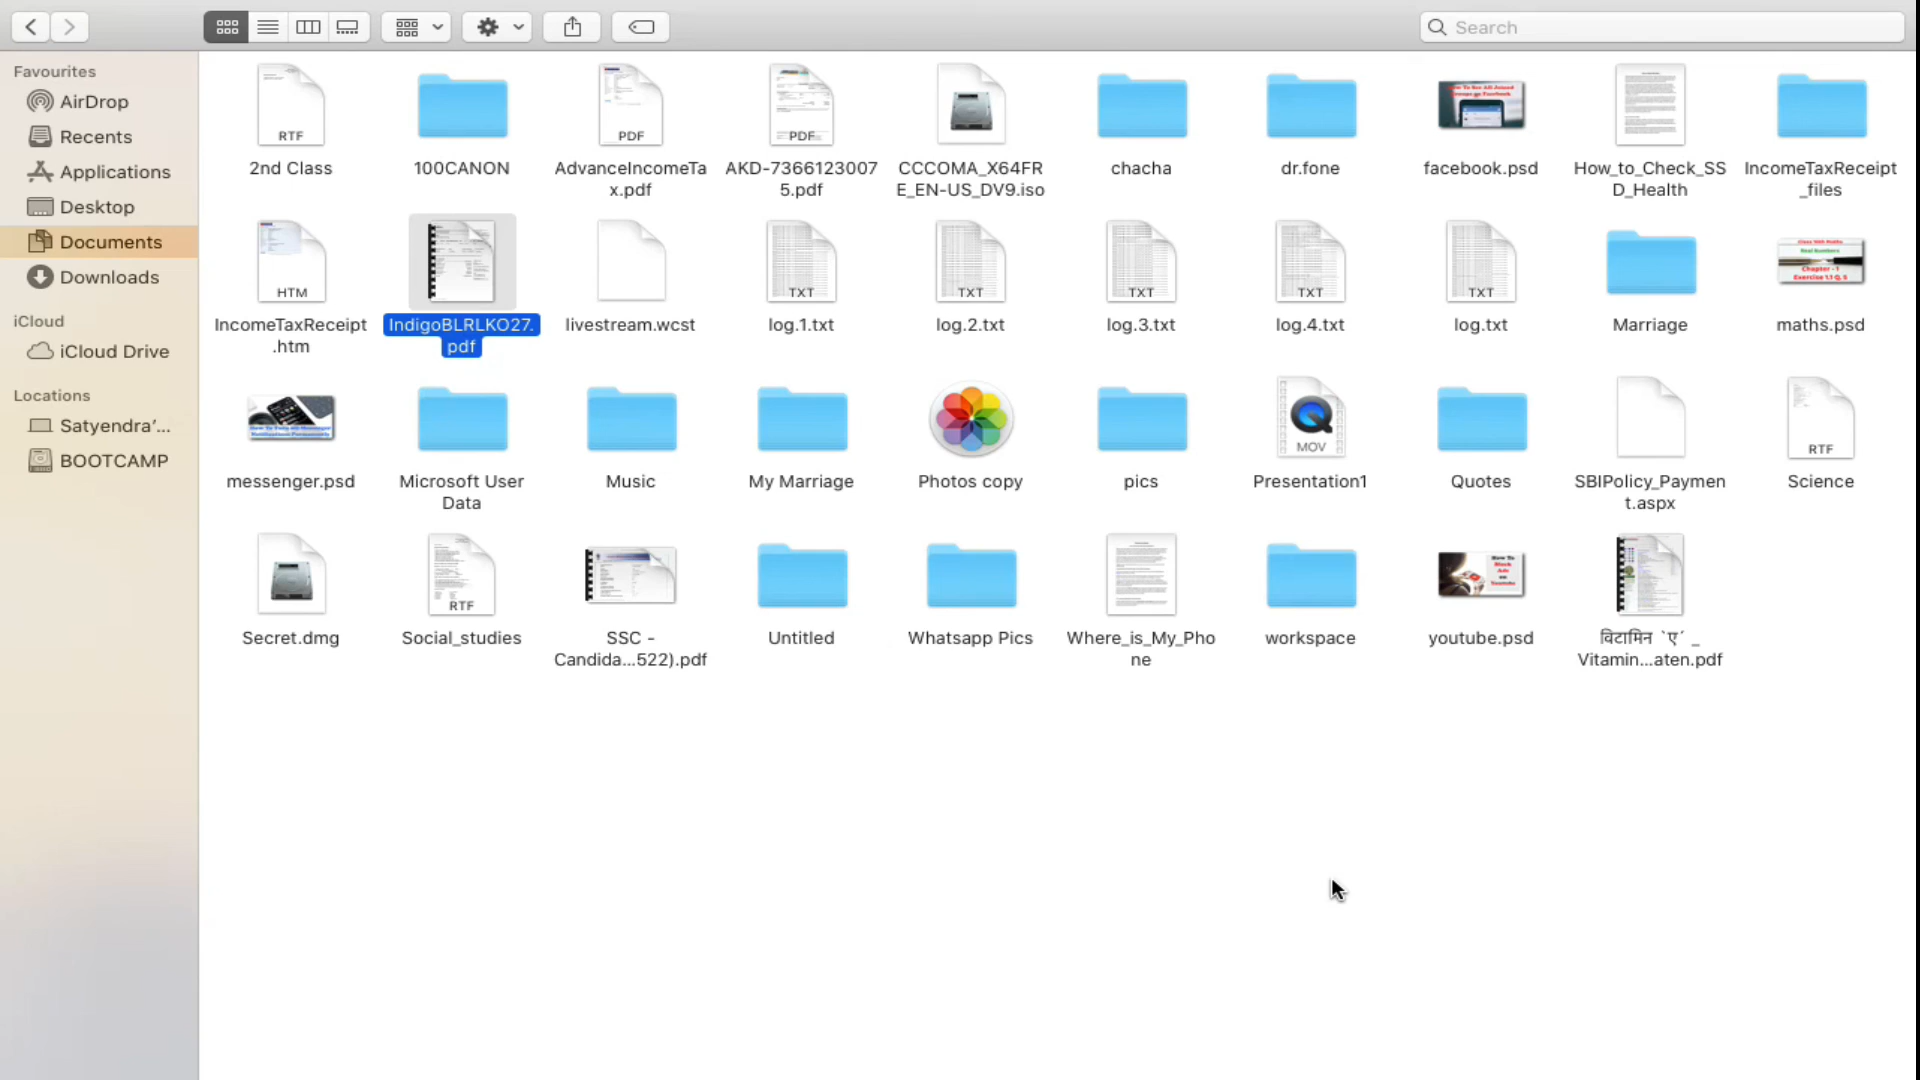 Search
Favourites
AirDrop
Recents
Applications
Desktop
Documents
Downloads
iCloud
iCloud Drive
Locations
Satyendra’...
BOOTCAMP
RTF
PDF
PDF
2nd Class
100CANON
AdvanceIncomeTa
x.pdf
AKD-7366123007
5.pdf
CCCOMA_X64FR
E_EN-US_DV9.iso
chacha
dr.fone
facebook.psd
How_to_Check_SS
D_Health
IncomeTaxReceipt
_files
HTM
TXT
TXT
TXT
TXT
TXT
IncomeTaxReceipt
.htm
IndigoBLRLKO27.
pdf
livestream.wcst
log.1.txt
log.2.txt
log.3.txt
log.4.txt
log.txt
Marriage
maths.psd
MOV
RTF
messenger.psd
Microsoft User
Data
Music
My Marriage
Photos copy
pics
Presentation1
Quotes
SBIPolicy_Paymen
t.aspx
Science
RTF
Secret.dmg
Social_studies
SSC -
Candida...522).pdf
Untitled
Whatsapp Pics
Where_is_My_Pho
ne
workspace
youtube.psd
विटामिन `ए´ _
Vitamin...aten.pdf